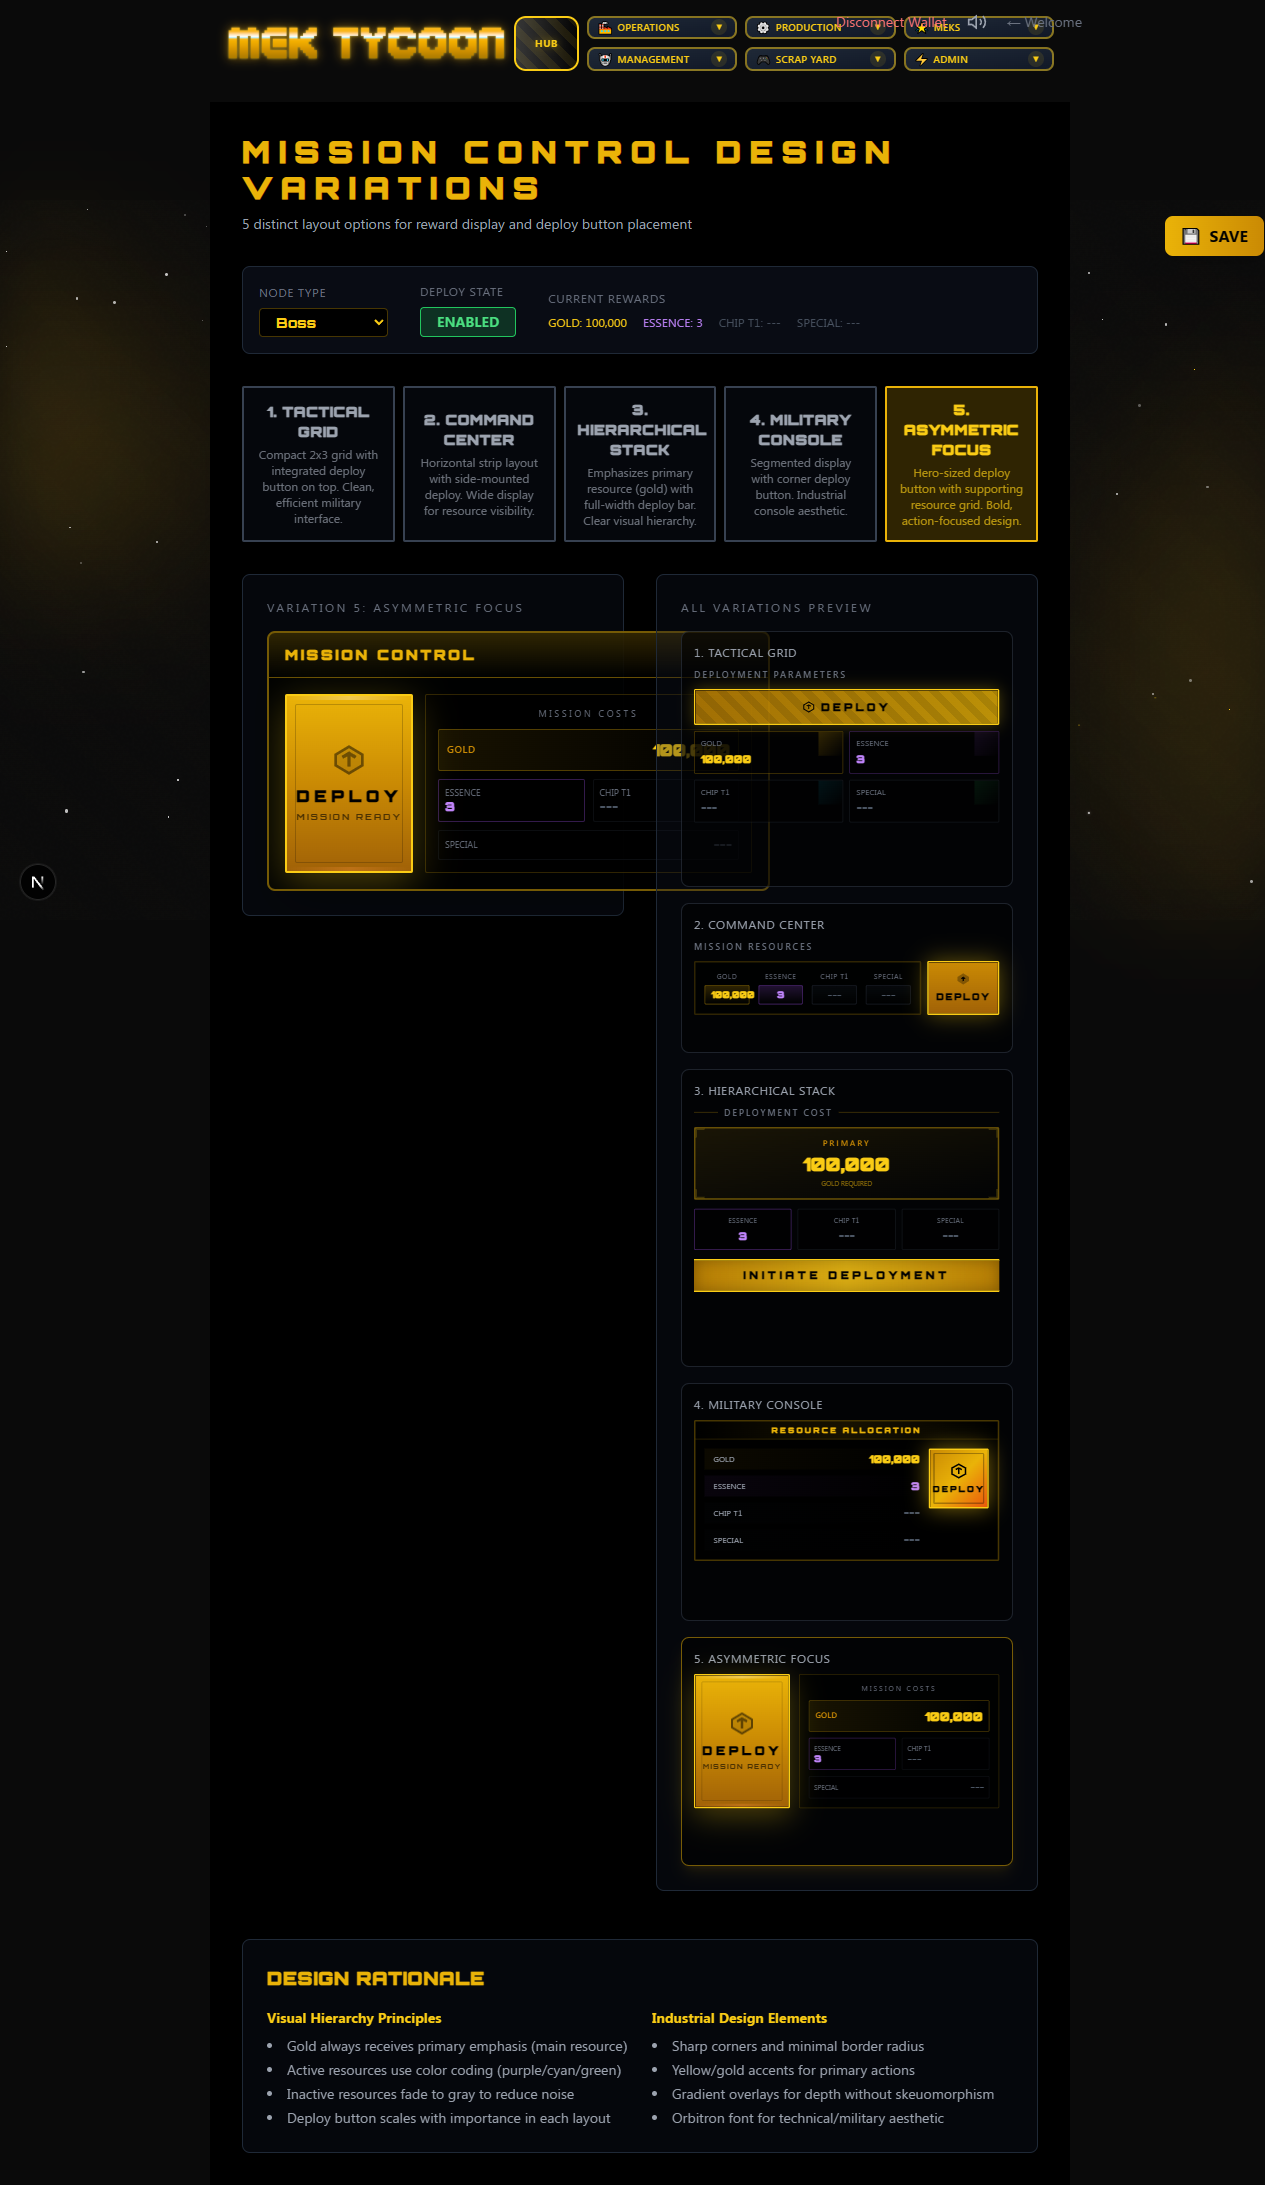 MEK TYCOON
HUB
OPERATIONS
PRODUCTION
MEKS
Disconnect Wallet
← Welcome
MANAGEMENT
SCRAP YARD
ADMIN
MISSION CONTROL DESIGN
VARIATIONS
5 distinct layout options for reward display and deploy button placement
SAVE
NODE TYPE
Boss
DEPLOY STATE
ENABLED
CURRENT REWARDS
GOLD: 100,000 ESSENCE: 3 CHIP T1: --- SPECIAL: ---
1. TACTICAL
GRID
Compact 2x3 grid with
integrated deploy
button on top. Clean,
efficient military
interface.
2. COMMAND
CENTER
Horizontal strip layout
with side-mounted
deploy. Wide display
for resource visibility.
3.
HIERARCHICAL
STACK
Emphasizes primary
resource (gold) with
full-width deploy bar.
Clear visual hierarchy.
4. MILITARY
CONSOLE
Segmented display
with corner deploy
button. Industrial
console aesthetic.
5.
ASYMMETRIC
FOCUS
Hero-sized deploy
button with supporting
resource grid. Bold,
action-focused design.
VARIATION 5: ASYMMETRIC FOCUS
MISSION CONTROL
DEPLOY
MISSION READY
MISSION COSTS
GOLD
100,000
ESSENCE
3
CHIP T1
---
SPECIAL
---
N
ALL VARIATIONS PREVIEW
1. TACTICAL GRID
DEPLOYMENT PARAMETERS
DEPLOY
GOLD
100,000
ESSENCE
3
CHIP T1
---
SPECIAL
---
2. COMMAND CENTER
MISSION RESOURCES
GOLD ESSENCE CHIP T1 SPECIAL
100,000 3 --- ---
DEPLOY
3. HIERARCHICAL STACK
DEPLOYMENT COST
PRIMARY
100,000
GOLD REQUIRED
ESSENCE CHIP T1 SPECIAL
3 --- ---
INITIATE DEPLOYMENT
4. MILITARY CONSOLE
RESOURCE ALLOCATION
GOLD 100,000
ESSENCE 3
CHIP T1 ---
SPECIAL ---
DEPLOY
5. ASYMMETRIC FOCUS
DEPLOY
MISSION READY
MISSION COSTS
GOLD 100,000
ESSENCE
3
CHIP T1
---
SPECIAL ---
DESIGN RATIONALE
Visual Hierarchy Principles
• Gold always receives primary emphasis (main resource)
• Active resources use color coding (purple/cyan/green)
• Inactive resources fade to gray to reduce noise
• Deploy button scales with importance in each layout
Industrial Design Elements
• Sharp corners and minimal border radius
• Yellow/gold accents for primary actions
• Gradient overlays for depth without skeuomorphism
• Orbitron font for technical/military aesthetic